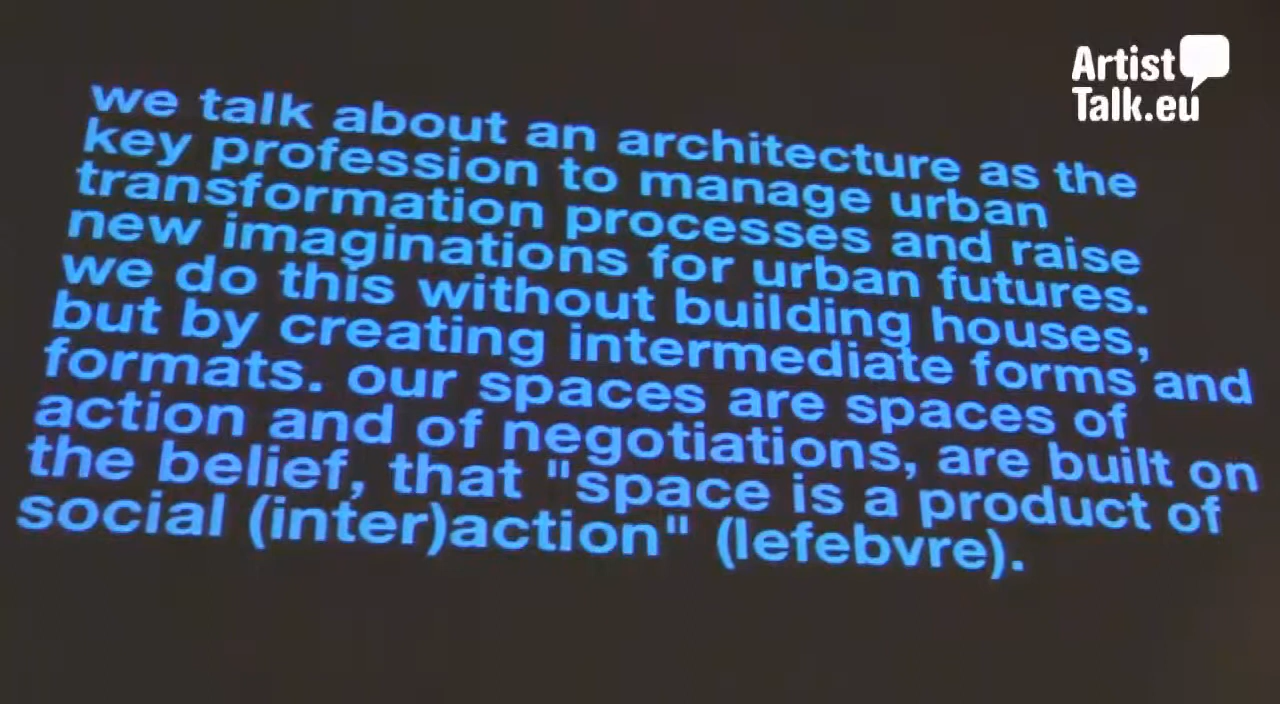 Artist
Talk.eu
we talk about an architecture as the
key profession to manage urban
transformation processes and raise
new imaginations for urban futures.
we do this without building houses,
but by creating intermediate forms and
formats. our spaces are spaces of
action and of negotiations, are built on
the belief, that "space is a product of
social (inter)action" (lefebvre).